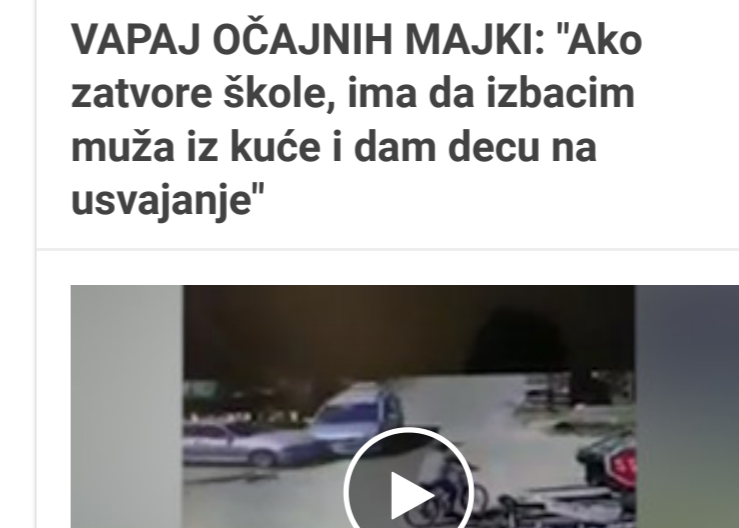 VAPAJ OČAJNIH MAJKI: "Ako
zatvore škole, ima da izbacim
muža iz kuće i dam decu na
usvajanje"